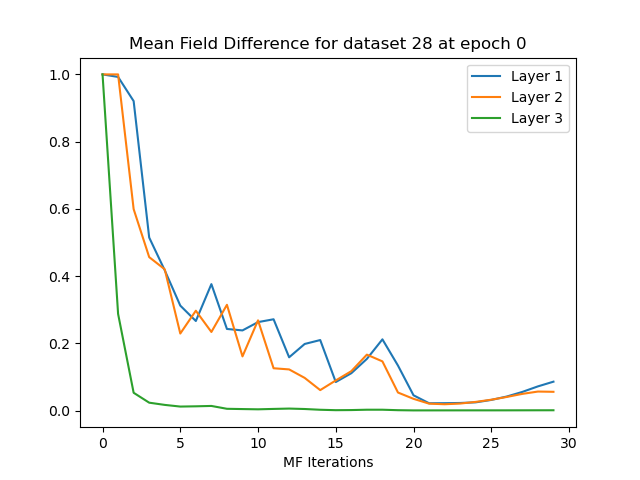 Mean Field Difference for dataset 28 at epoch 0
1.0
0.8
0.6
0.4
0.2
0.0
Layer 1
Layer 2
Layer 3
0 5 10 15 20 25 30
MF Iterations